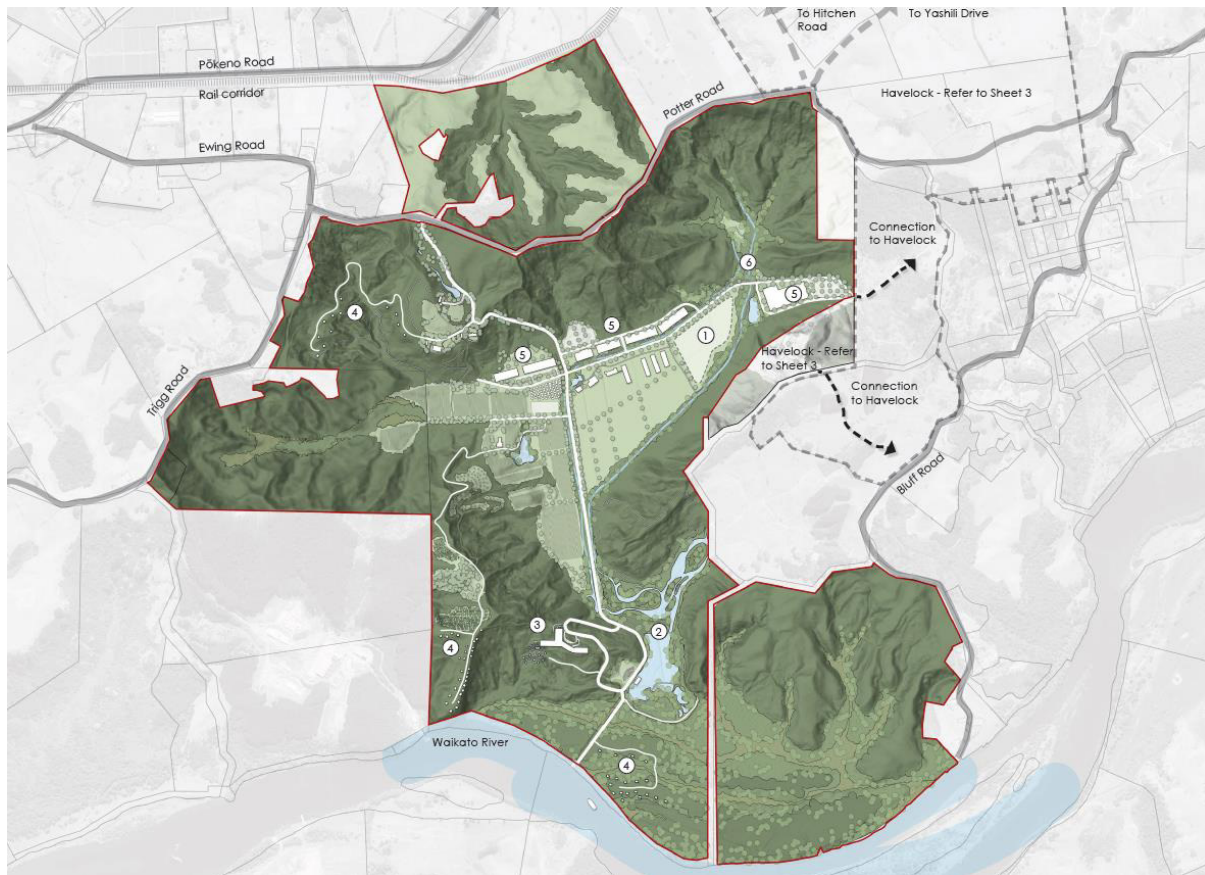 To Hitchen
Road
To Yashili Drive
Pōkeno Road
Rail corridor
Havelock - Refer to Sheet 3
Potter Road
Ewing Road
Connection
to Havelock
6
5
4
5
1
5
Havelock - Refer
to Sheet 3
Trigg Road
Connection
to Havelock
Bluff Road
3
2
4
Waikato River
4